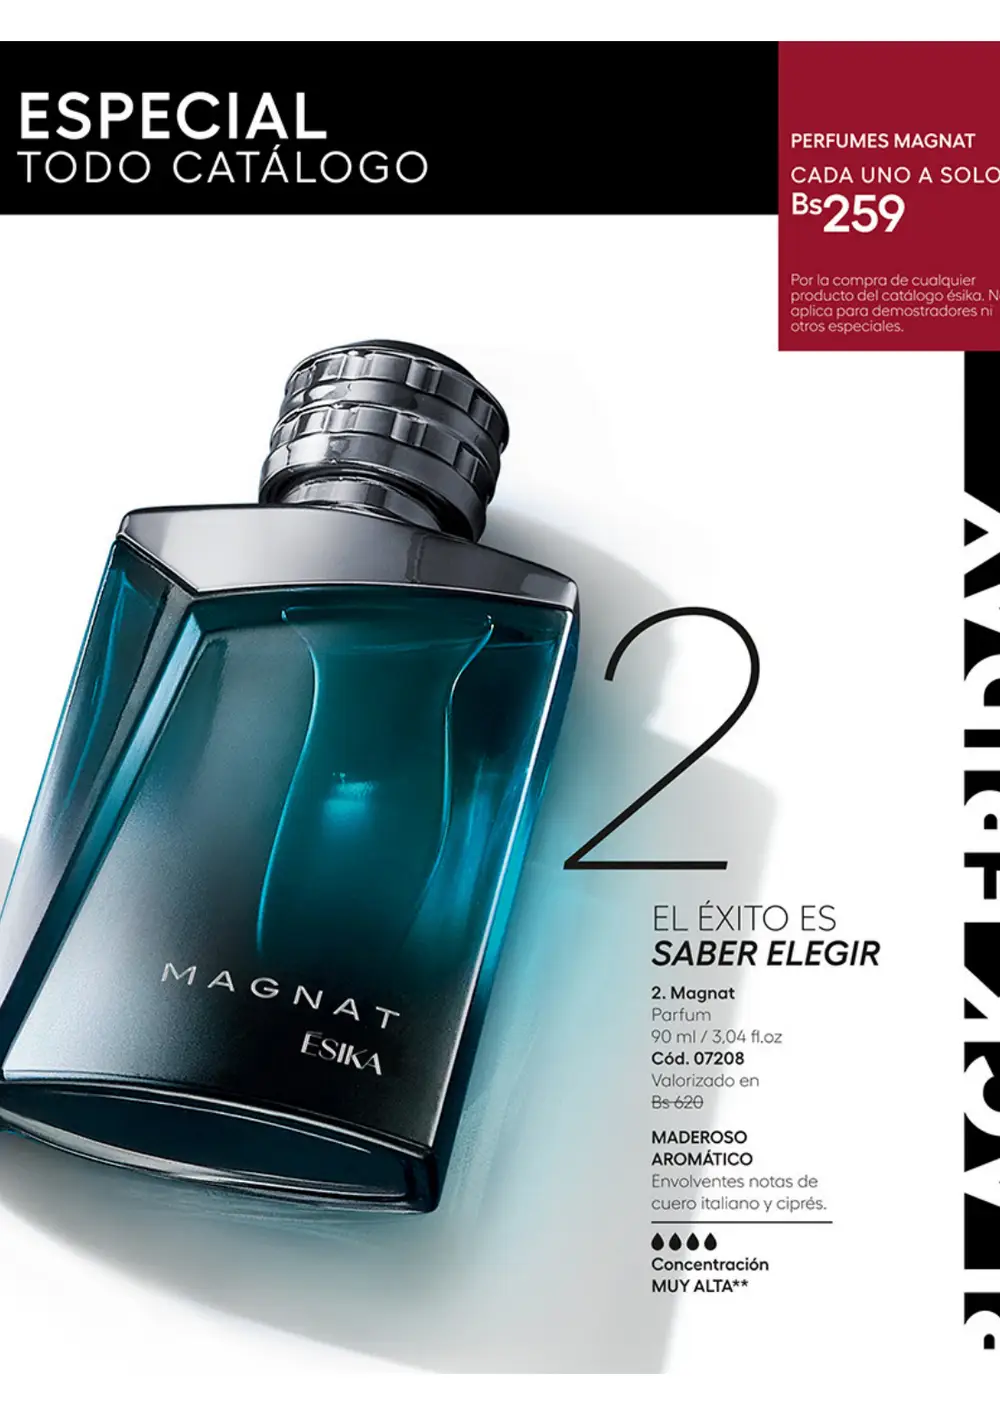 ESPECIAL
TODO CATÁLOGO
PERFUMES MAGNAT
CADA UNO A SOLO
Bs259
Por la compra de cualquier
producto del catálogo ésika.
aplica para demostradores ni
otros especiales.
2
MAGNAT
ÉSIKA
EL ÉXITO ES
SABER ELEGIR
2. Magnat
Parfum
90 ml / 3,04 fl.oz
Cód. 07208
Valorizado en
Bs 620
MADEROSO
AROMÁTICO
Envolventes notas de
cuero italiano y ciprés.
Concentración
MUY ALTA**